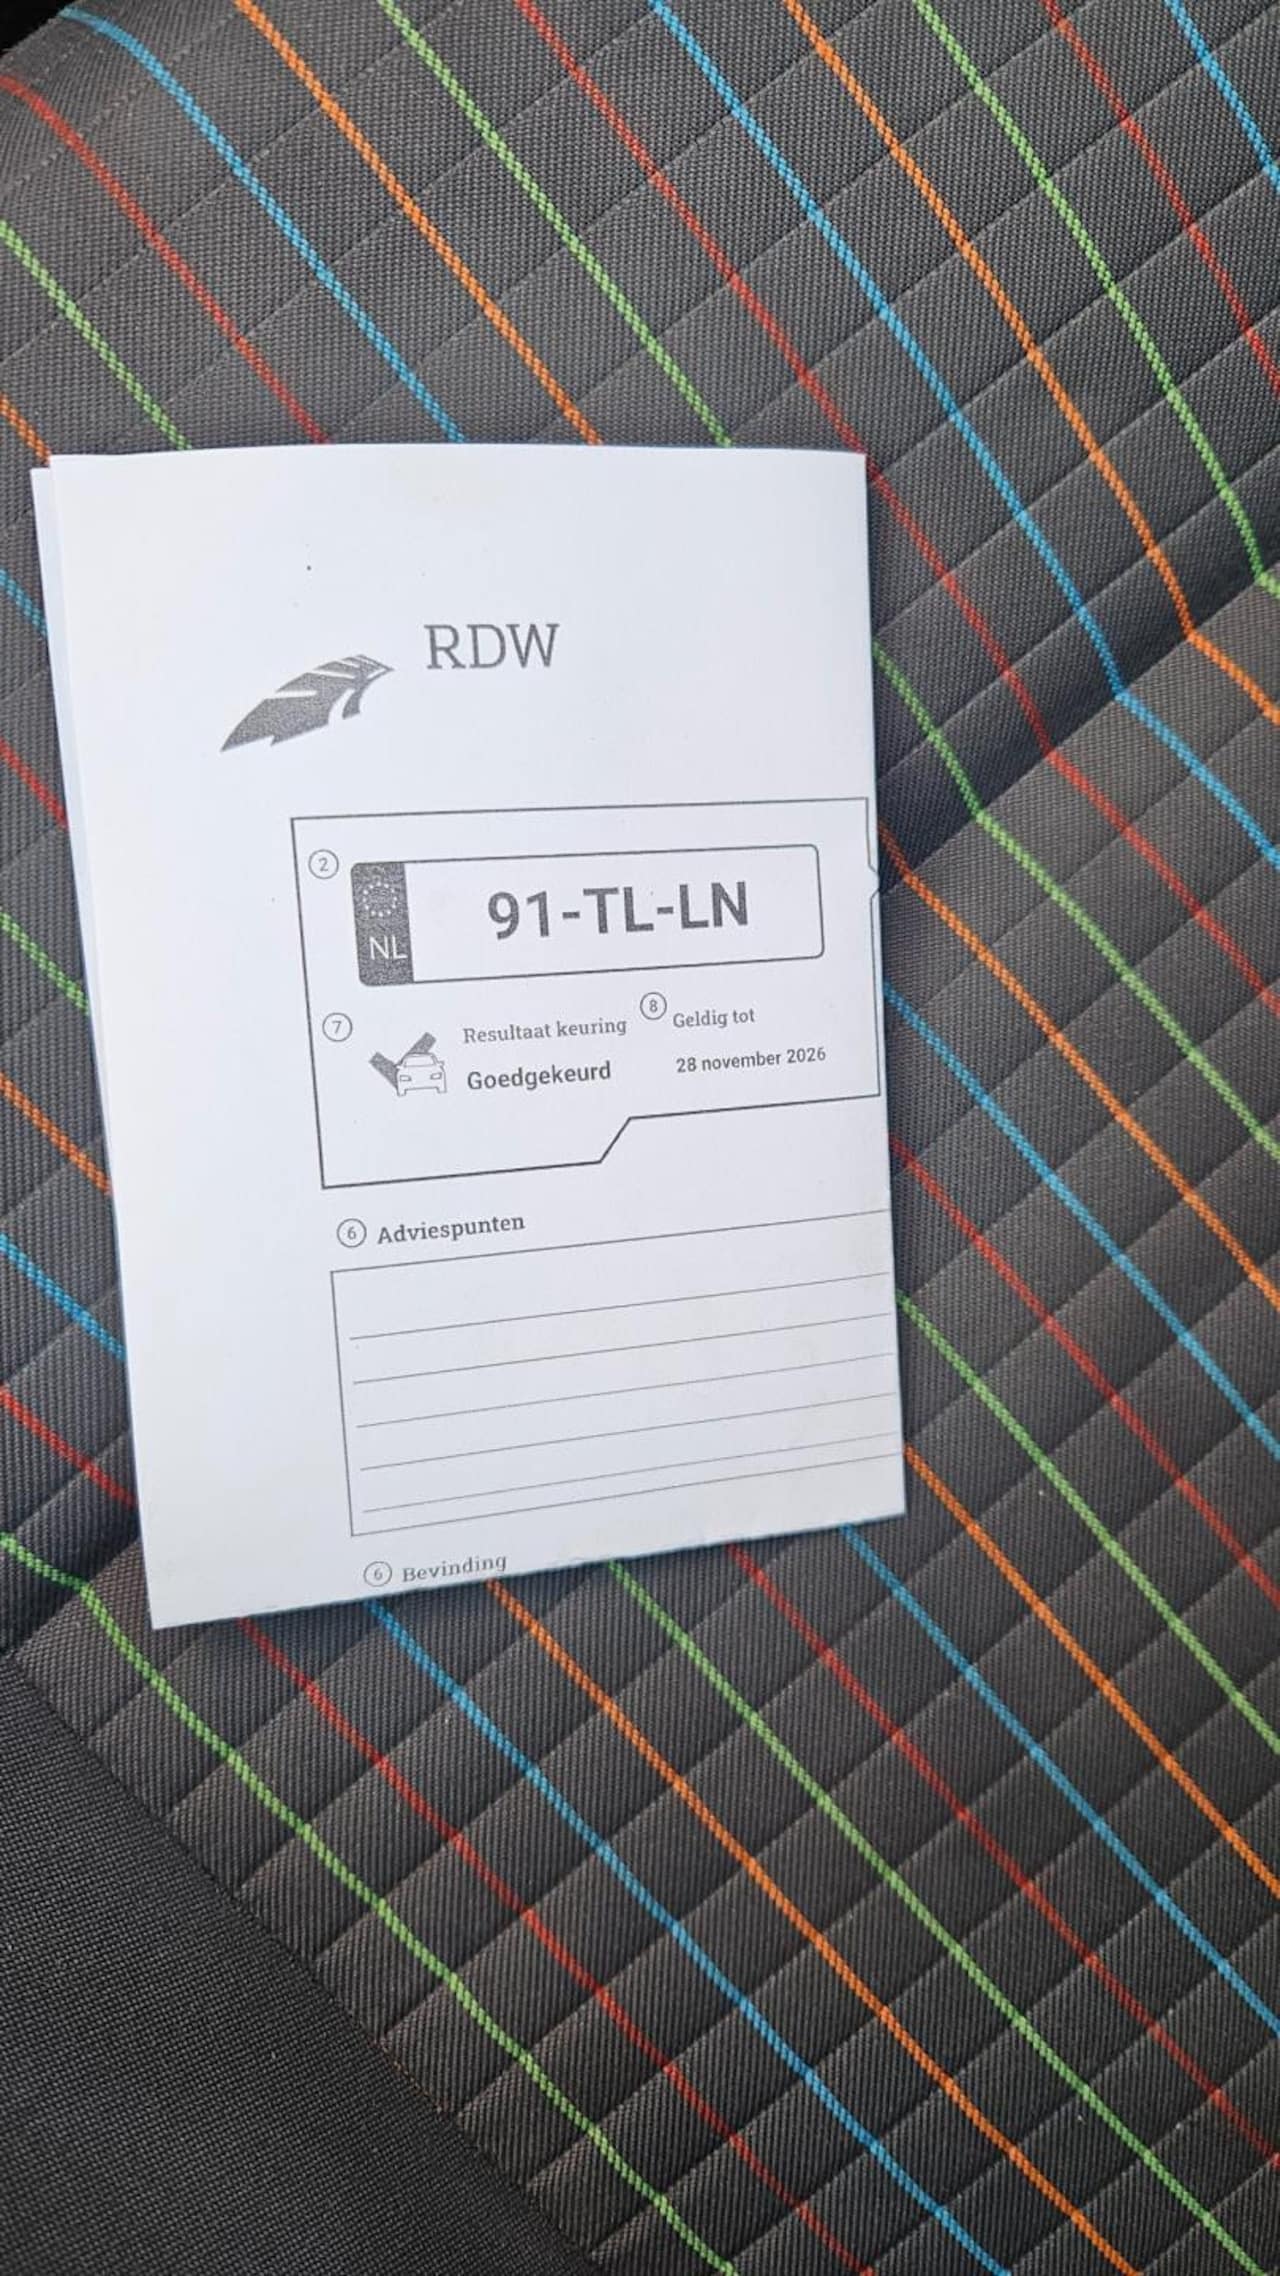 RDW
2
NL
91-TL-LN
7 Resultaat keuring 8 Geldig tot
Goedgekeurd 28 november 2026
6 Adviespunten
6 Bevinding